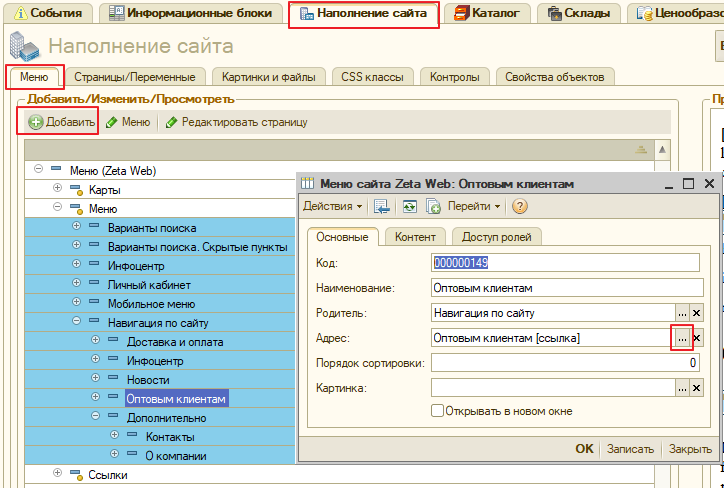 События
Информационные блоки
Наполнение сайта
Каталог
Склады
Ценообраз
Наполнение сайта
Меню
Страницы/Переменные
Картинки и файлы
CSS классы
Контролы
Свойства объектов
Добавить/Изменить/Просмотреть
Добавить
Меню
Редактировать страницу
Меню (Zeta Web)
Карты
Меню
Варианты поиска
Варианты поиска. Скрытые пункты
Инфоцентр
Личный кабинет
Мобильное меню
Навигация по сайту
Доставка и оплата
Инфоцентр
Новости
Оптовым клиентам
Дополнительно
Контакты
О компании
Ссылки
Меню сайта Zeta Web: Оптовым клиентам
Действия
Перейти
Основные
Контент
Доступ ролей
Код: 000000149
Наименование: Оптовым клиентам
Родитель: Навигация по сайту ... x
Адрес: Оптовым клиентам [ссылка] ... x
Порядок сортировки: 0
Картинка: ... x
Открывать в новом окне
OK
Записать
Закрыть